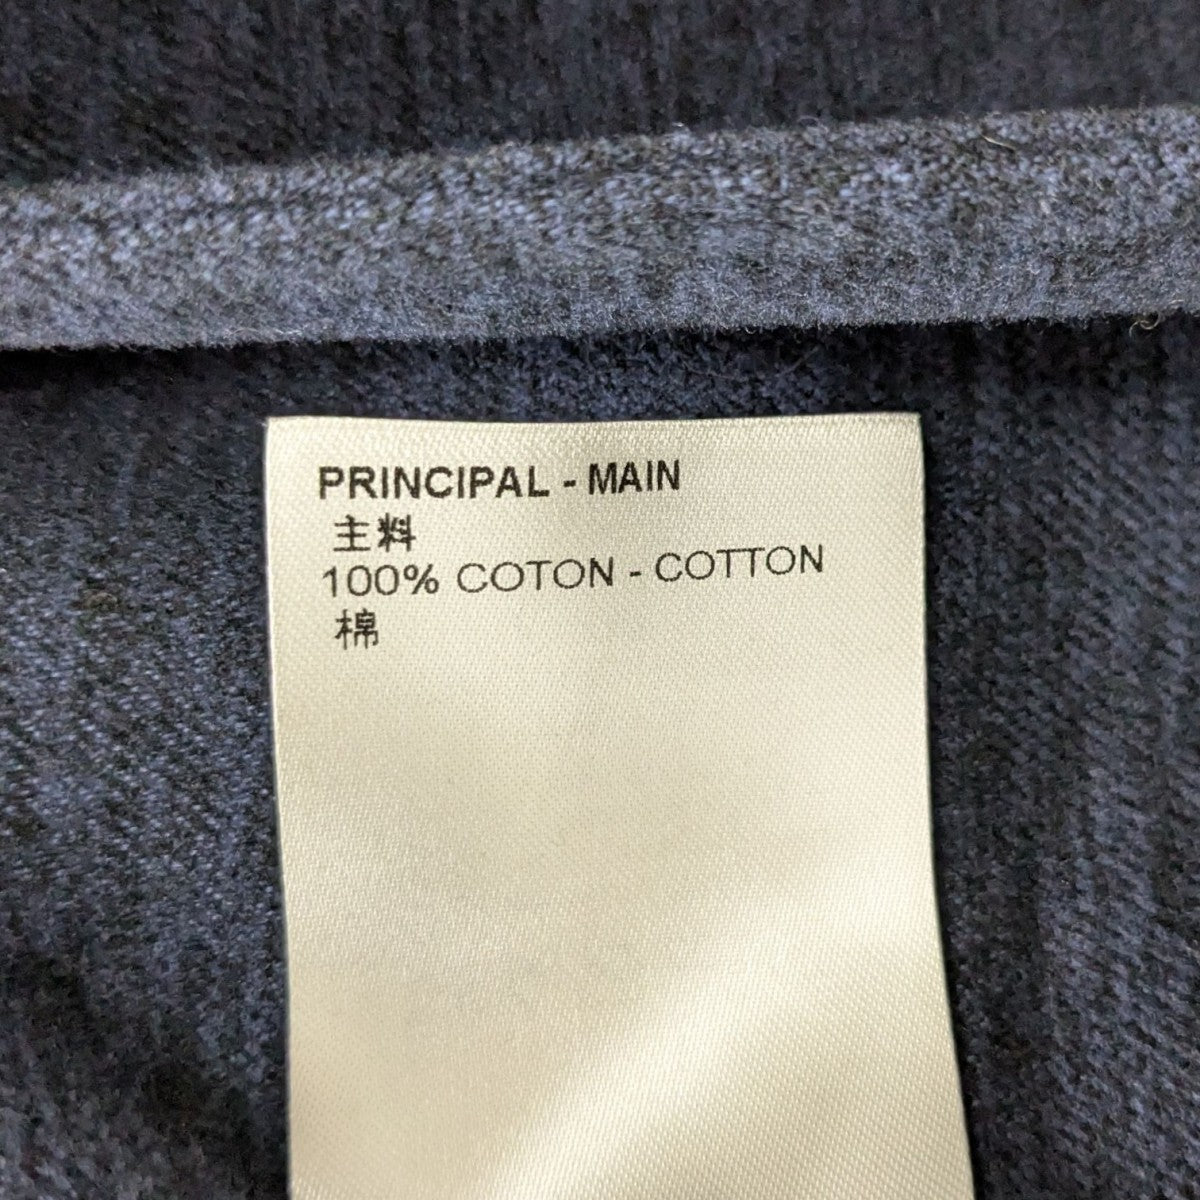 PRINCIPAL - MAIN
主料
100% COTON - COTTON
棉